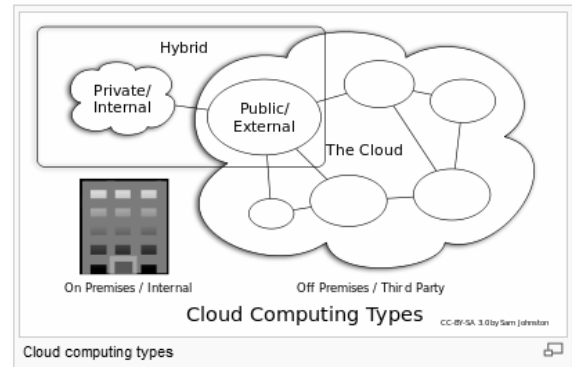 Hybrid
Private/
Internal
Public/
External
The Cloud
On Premises / Internal
Off Premises / Third Party
Cloud Computing Types
CC-BY-SA 3.0 by Sam Johnston
Cloud computing types